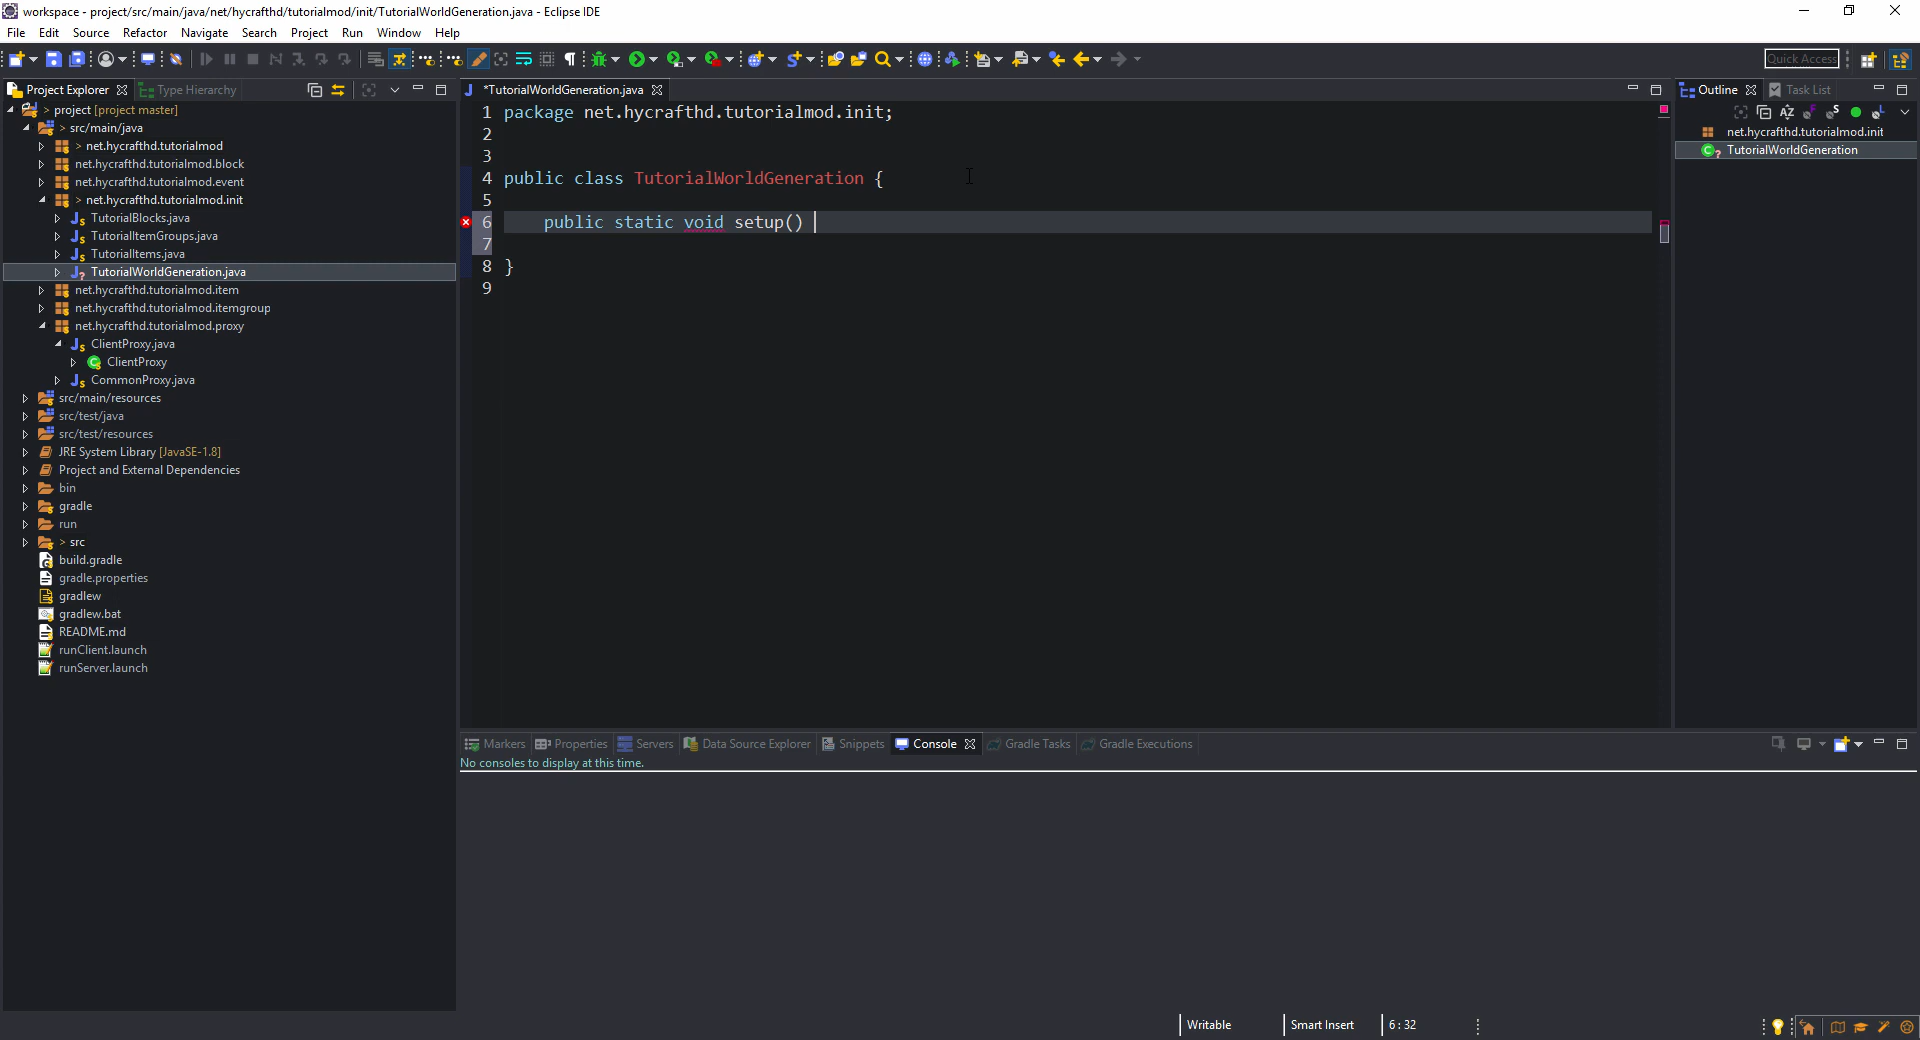 workspace - project/src/main/java/net/hycrafthd/tutorialmod/init/TutorialWorldGeneration.java - Eclipse IDE
File Edit Source Refactor Navigate Search Project Run Window Help
Quick Access
Project Explorer Type Hierarchy
*TutorialWorldGeneration.java
Outline Task List
> project [project master]
> src/main/java
> net.hycrafthd.tutorialmod
net.hycrafthd.tutorialmod.block
net.hycrafthd.tutorialmod.event
> net.hycrafthd.tutorialmod.init
TutorialBlocks.java
TutorialItemGroups.java
TutorialItems.java
TutorialWorldGeneration.java
net.hycrafthd.tutorialmod.item
net.hycrafthd.tutorialmod.itemgroup
net.hycrafthd.tutorialmod.proxy
ClientProxy.java
ClientProxy
CommonProxy.java
src/main/resources
src/test/java
src/test/resources
JRE System Library [JavaSE-1.8]
Project and External Dependencies
bin
gradle
run
> src
build.gradle
gradle.properties
gradlew
gradlew.bat
README.md
runClient.launch
runServer.launch
1 package net.hycrafthd.tutorialmod.init;
2
3
4 public class TutorialWorldGeneration {
5
6 public static void setup()
7
8 }
9
net.hycrafthd.tutorialmod.init
TutorialWorldGeneration
Markers Properties Servers Data Source Explorer Snippets Console Gradle Tasks Gradle Executions
No consoles to display at this time.
Writable Smart Insert 6 : 32